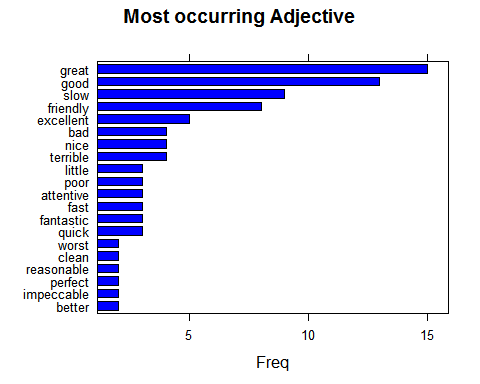 Most occurring Adjective
great
good
slow
friendly
excellent
bad
nice
terrible
little
poor
attentive
fast
fantastic
quick
worst
clean
reasonable
perfect
impeccable
better
5 10 15
Freq